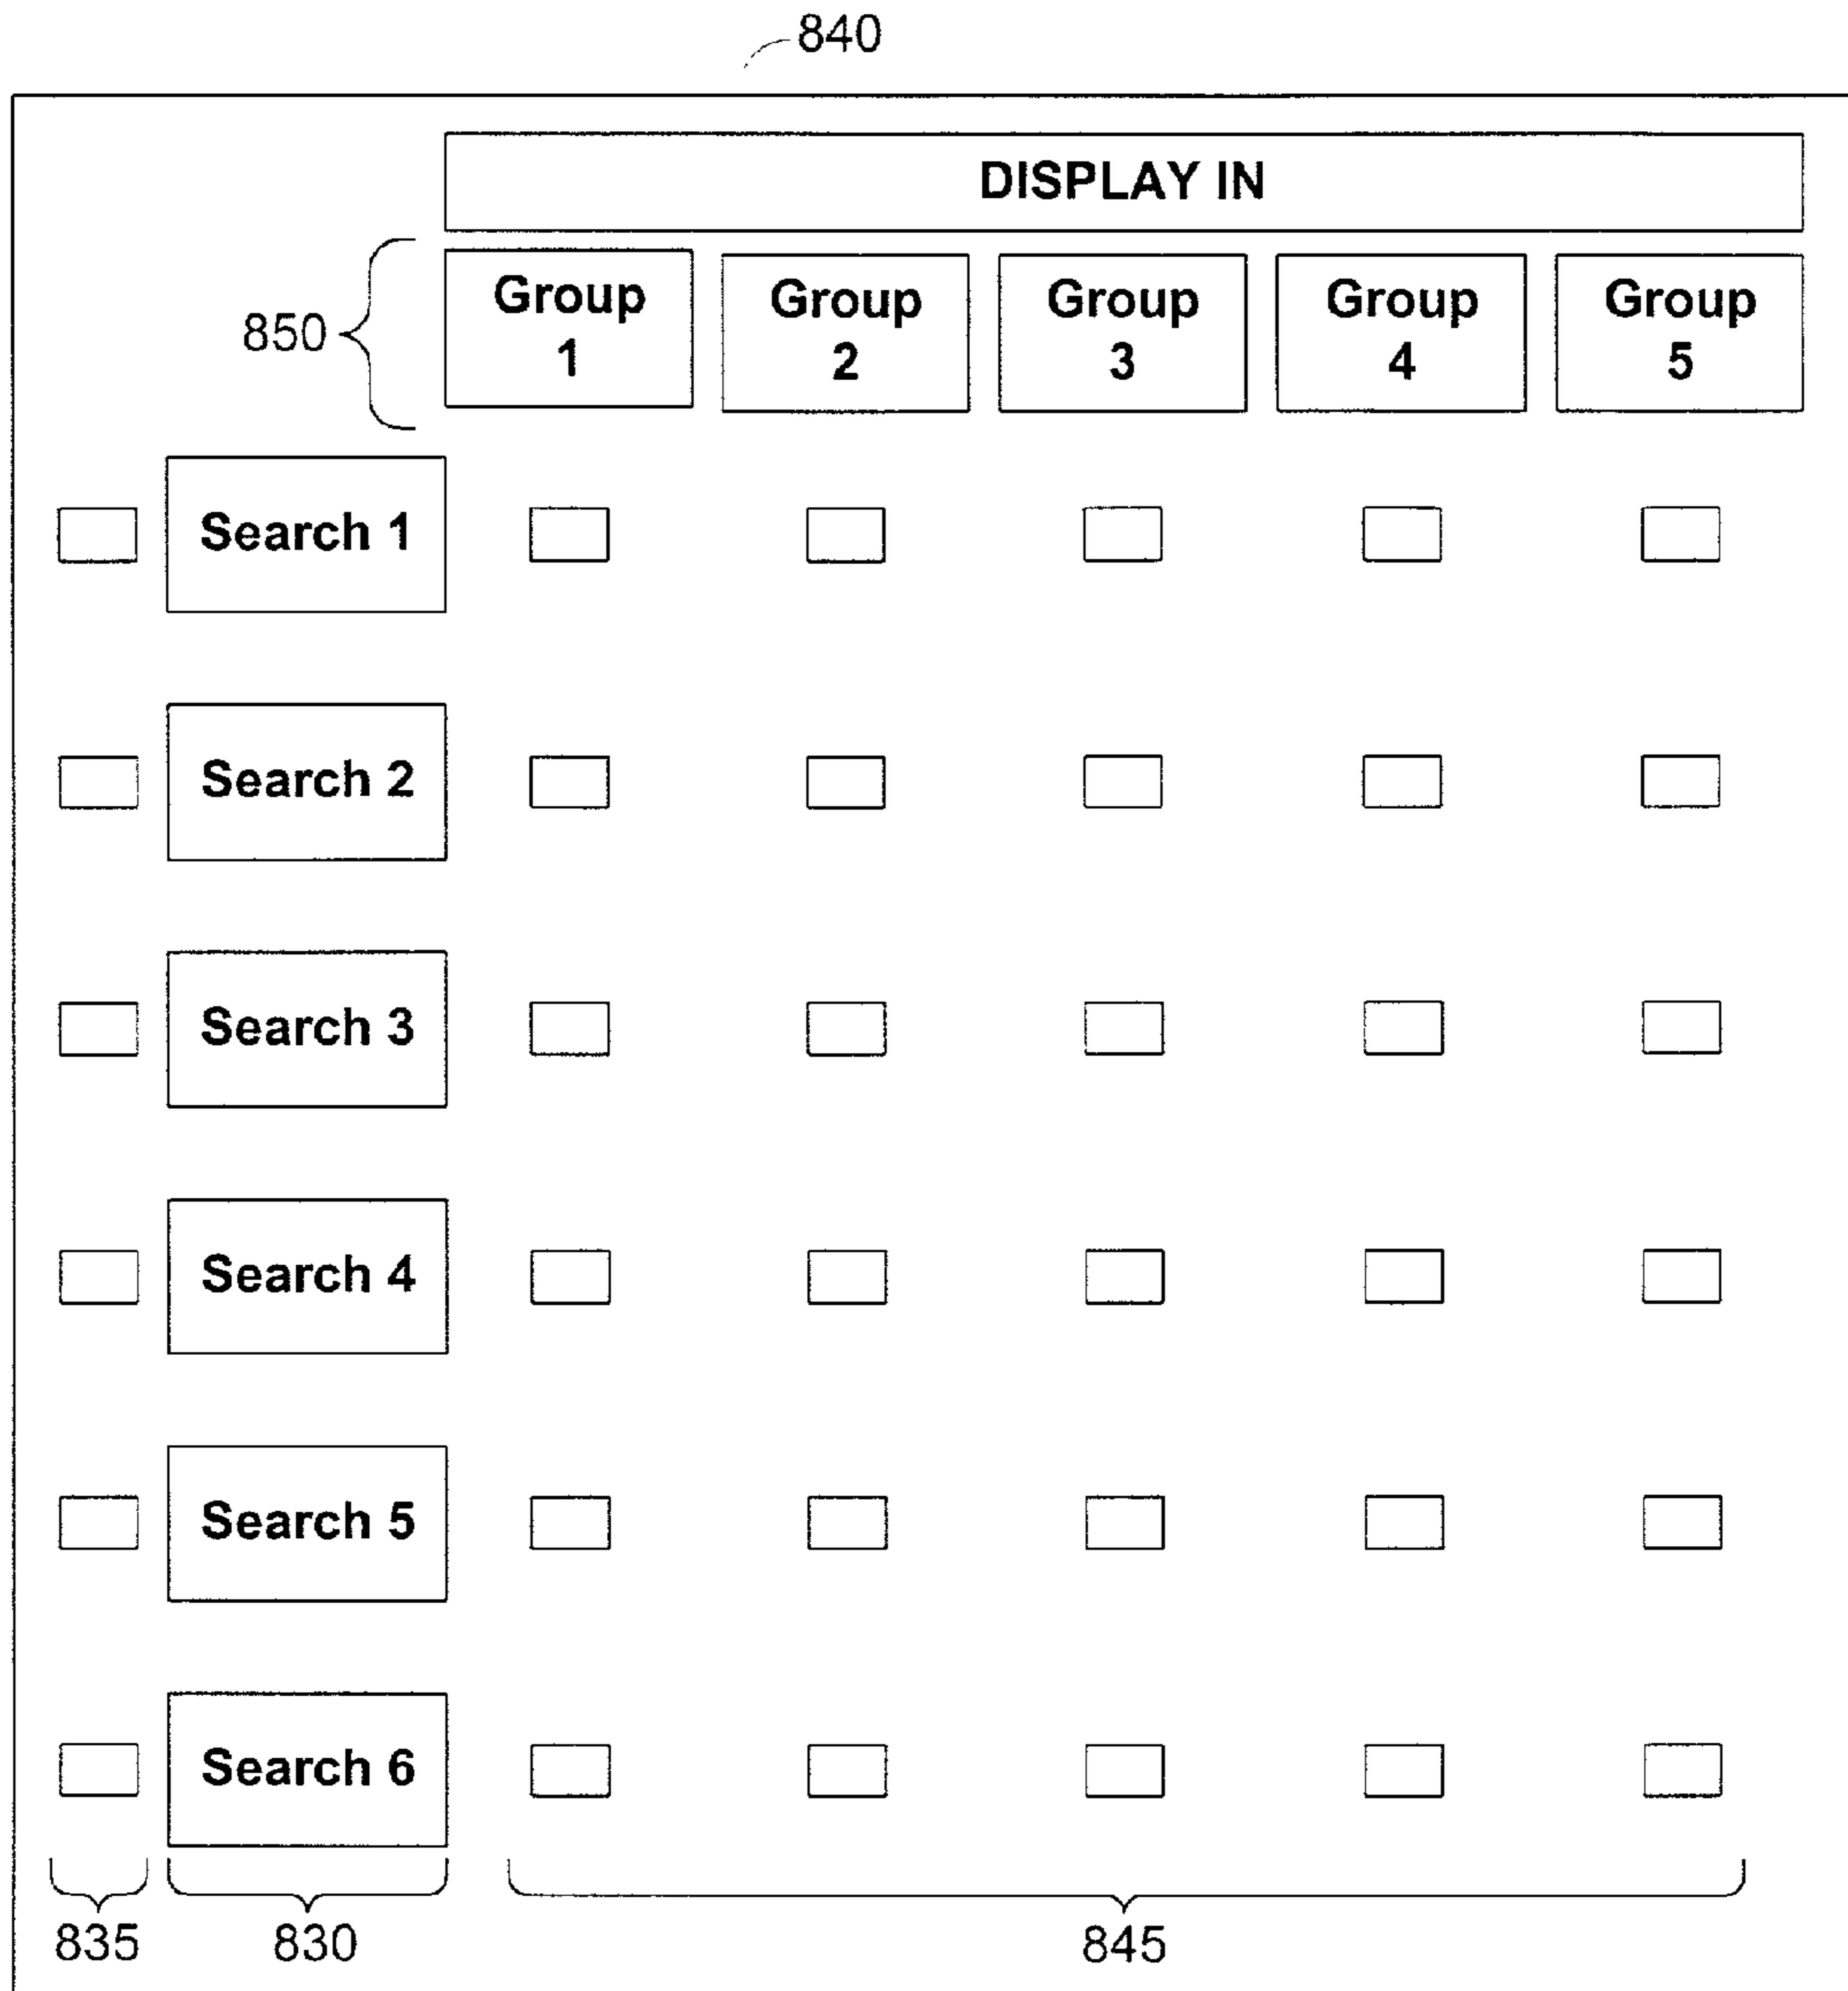 840
DISPLAY IN
850
Group 1
Group 2
Group 3
Group 4
Group 5
Search 1
Search 2
Search 3
Search 4
Search 5
Search 6
835
830
845